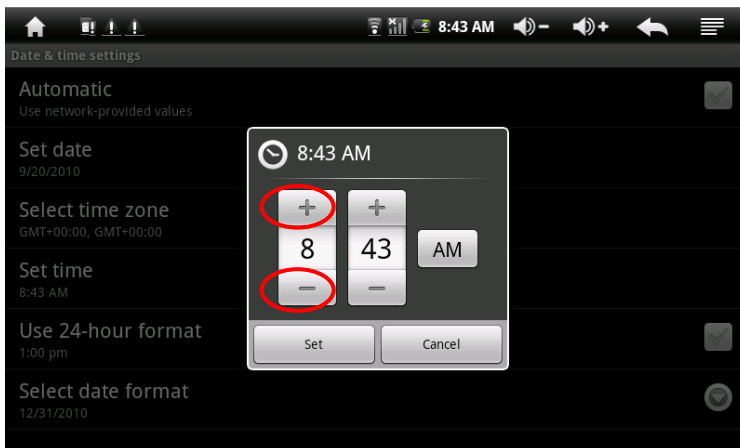 8:43 AM
Date & time settings
Automatic
Use network-provided values
Set date
9/20/2010
Select time zone
GMT+00:00, GMT+00:00
Set time
8:43 AM
Use 24-hour format
1:00 pm
Select date format
12/31/2010
8:43 AM
+ +
8 43 AM
− −
Set Cancel